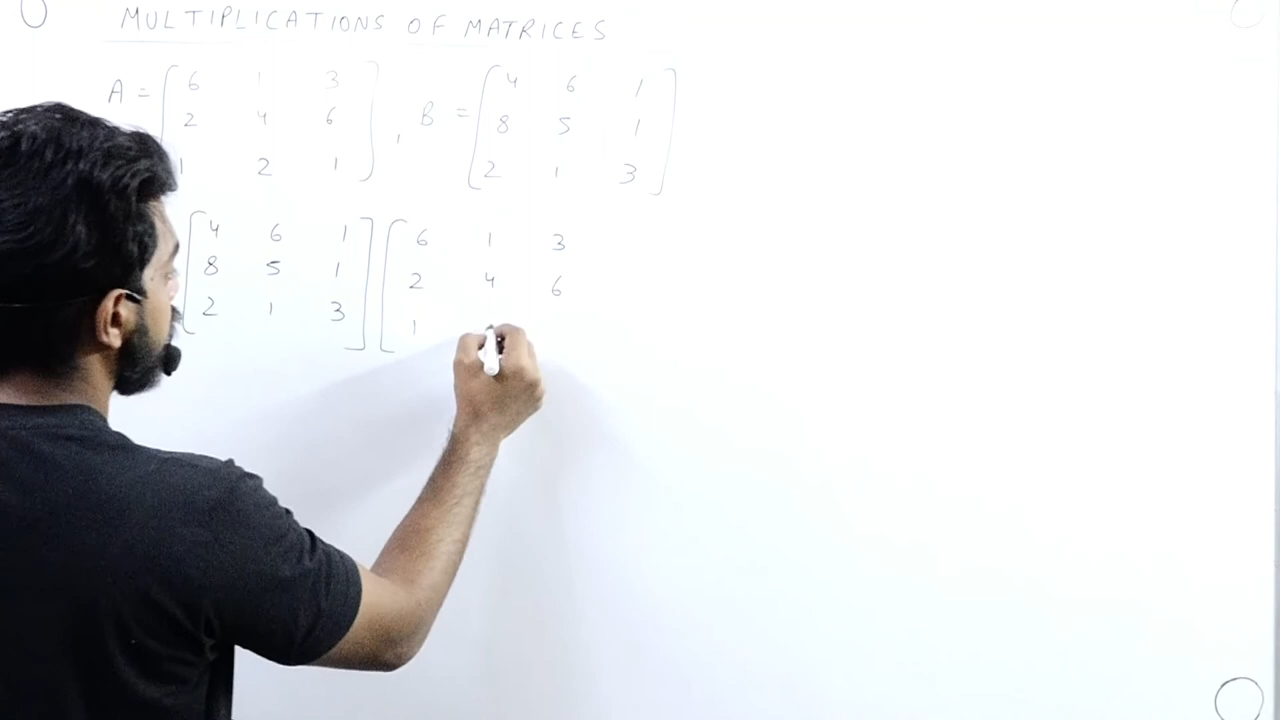 MULTIPLICATIONS OF MATRICES
A = [ 6 1 3
2 4 6
1 2 1 ] , B = [ 4 6 1
8 5 1
2 1 3 ]
[ 4 6 1
8 5 1
2 1 3 ] [ 6 1 3
2 4 6
1